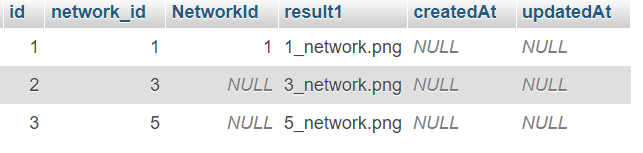 id network_id NetworkId result1 createdAt updatedAt
1 1 1 1_network.png NULL NULL
2 3 NULL 3_network.png NULL NULL
3 5 NULL 5_network.png NULL NULL